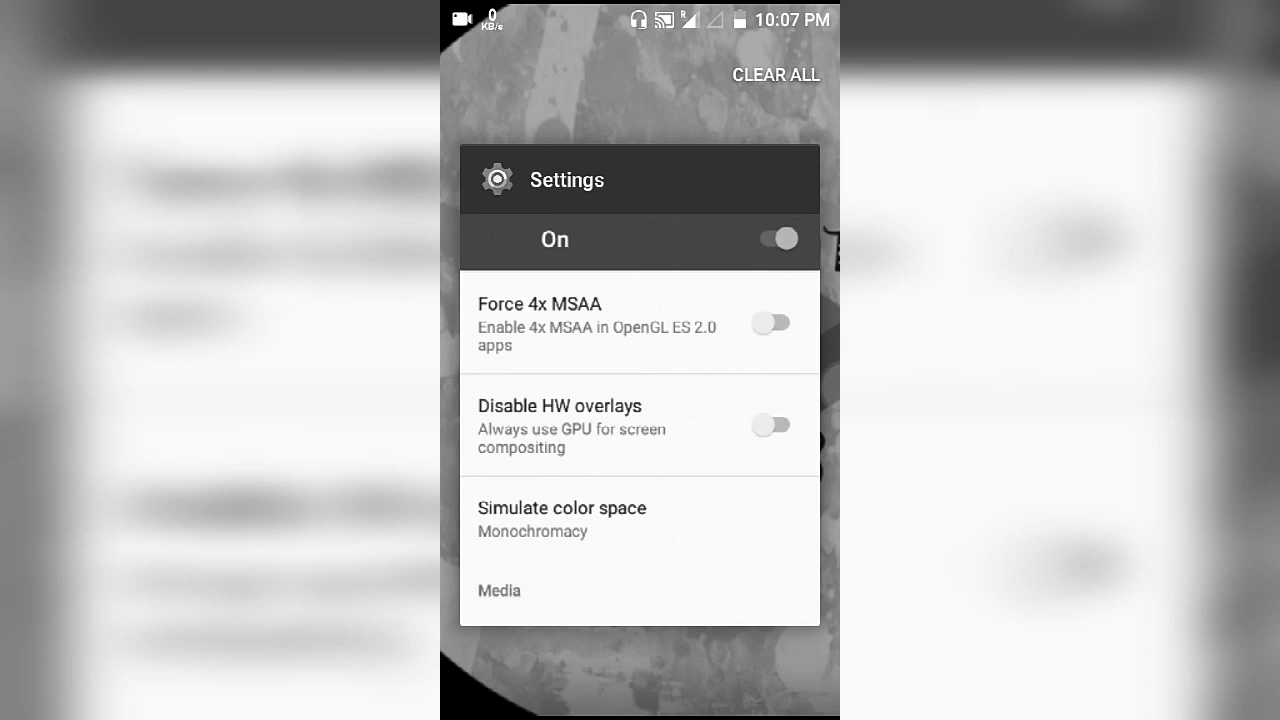 0
KB/s
R
10:07 PM
CLEAR ALL
Settings
On
Force 4x MSAA
Enable 4x MSAA in OpenGL ES 2.0
apps
Disable HW overlays
Always use GPU for screen
compositing
Simulate color space
Monochromacy
Media